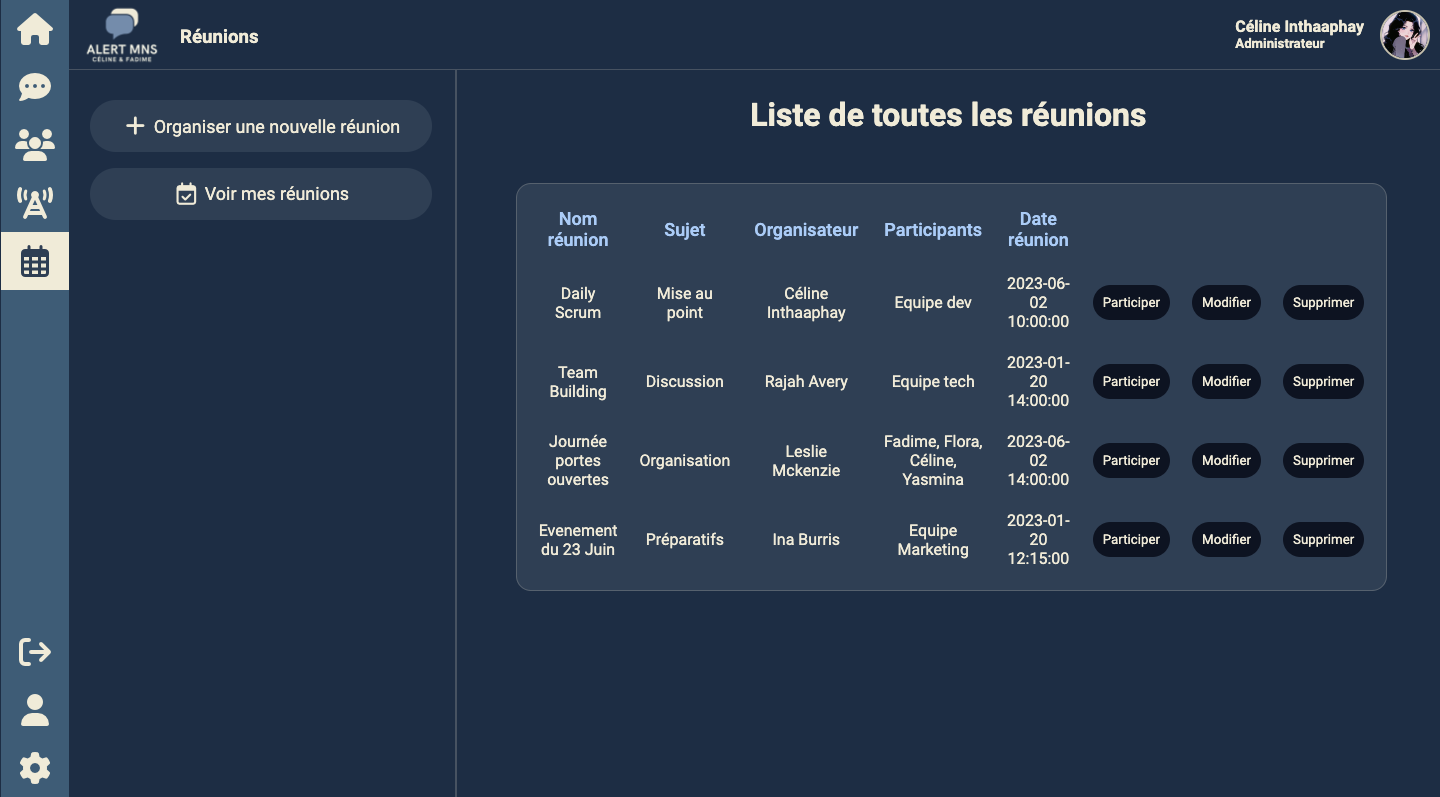 ALERT MNS
CÉLINE & FADIME
Réunions
Céline Inthaaphay
Administrateur
Organiser une nouvelle réunion
Voir mes réunions
Liste de toutes les réunions
Nom
réunion
Sujet
Organisateur
Participants
Date
réunion
Daily
Scrum
Mise au
point
Céline
Inthaaphay
Equipe dev
2023-06-
02
10:00:00
Participer
Modifier
Supprimer
Team
Building
Discussion
Rajah Avery
Equipe tech
2023-01-
20
14:00:00
Participer
Modifier
Supprimer
Journée
portes
ouvertes
Organisation
Leslie
Mckenzie
Fadime, Flora,
Céline,
Yasmina
2023-06-
02
14:00:00
Participer
Modifier
Supprimer
Evenement
du 23 Juin
Préparatifs
Ina Burris
Equipe
Marketing
2023-01-
20
12:15:00
Participer
Modifier
Supprimer